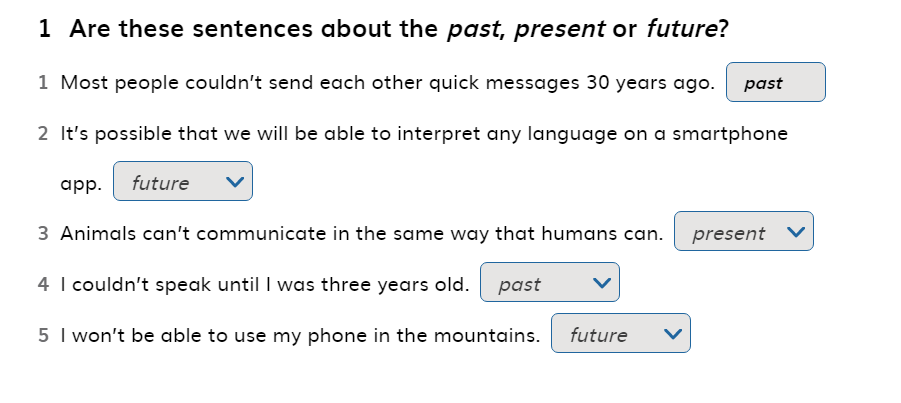 1 Are these sentences about the past, present or future?
1 Most people couldn't send each other quick messages 30 years ago. past
2 It's possible that we will be able to interpret any language on a smartphone
app. future
3 Animals can't communicate in the same way that humans can. present
4 I couldn't speak until I was three years old. past
5 I won't be able to use my phone in the mountains. future